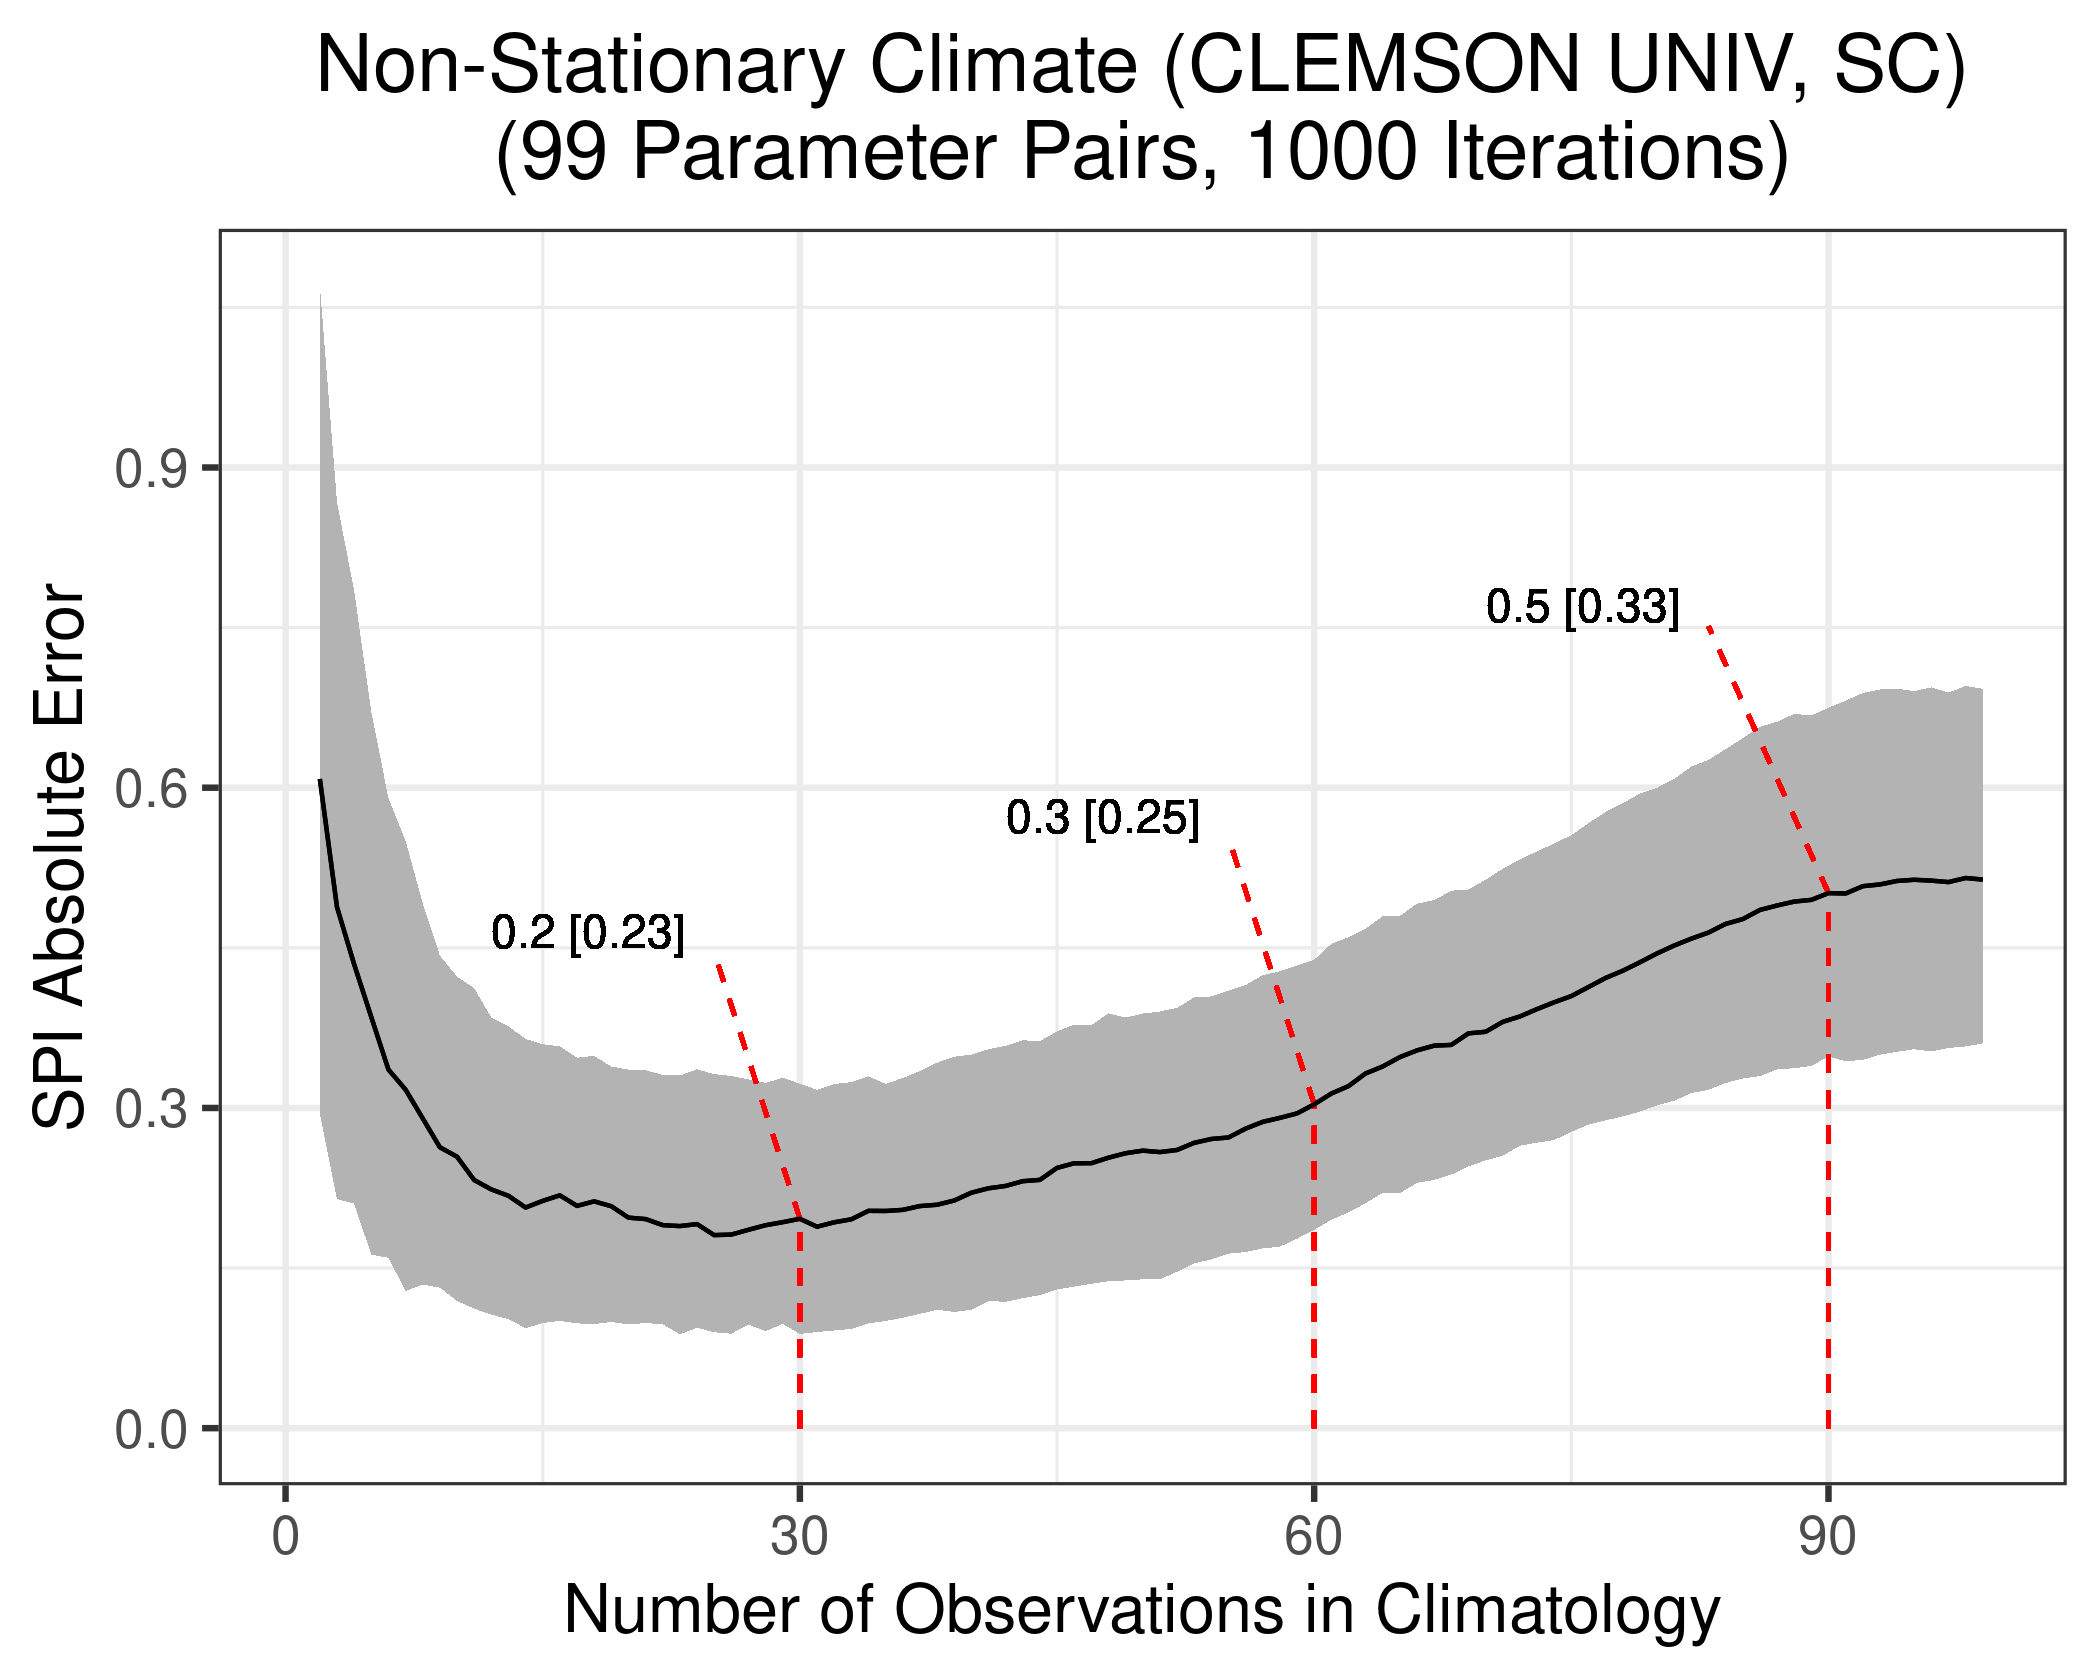 Non-Stationary Climate (CLEMSON UNIV, SC)
(99 Parameter Pairs, 1000 Iterations)
SPI Absolute Error
0.9
0.6
0.3
0.0
0.5 [0.33]
0.3 [0.25]
0.2 [0.23]
0 30 60 90
Number of Observations in Climatology